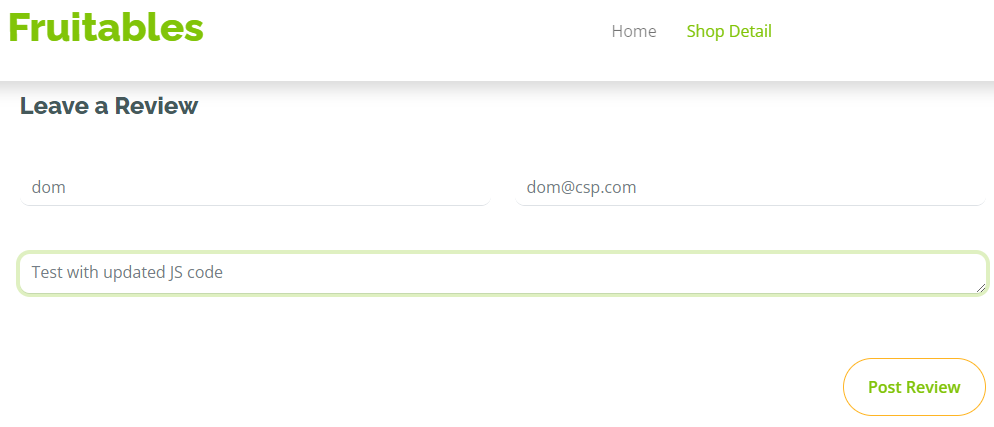 Fruitables
Home Shop Detail
Leave a Review
dom dom@csp.com
Test with updated JS code
Post Review